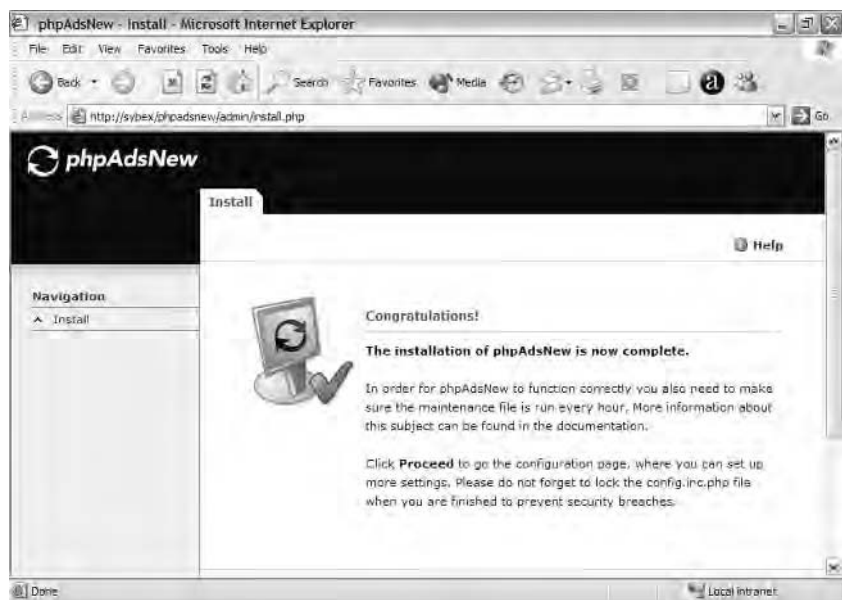 phpAdsNew - Install - Microsoft Internet Explorer
File Edit View Favorites Tools Help
Back Search Favorites Media
Address http://sybex/phpadsnew/admin/install.php Go
phpAdsNew
Install
Help
Navigation
Install
Congratulations!
The installation of phpAdsNew is now complete.
In order for phpAdsNew to function correctly you also need to make
sure the maintenance file is run every hour. More information about
this subject can be found in the documentation.
Click Proceed to go the configuration page, where you can set up
more settings. Please do not forget to lock the config.inc.php file
when you are finished to prevent security breaches.
Done Local intranet